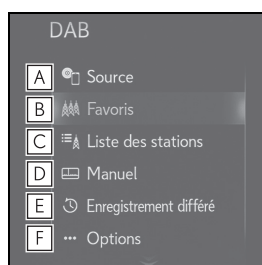 DAB
A Source
B Favoris
C Liste des stations
D Manuel
E Enregistrement différé
F Options